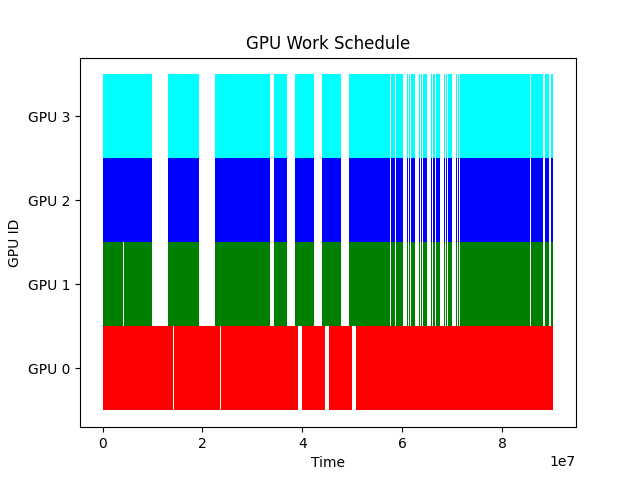 GPU Work Schedule
GPU 3
GPU 2
GPU 1
GPU 0
GPU ID
0 2 4 6 8
1e7
Time